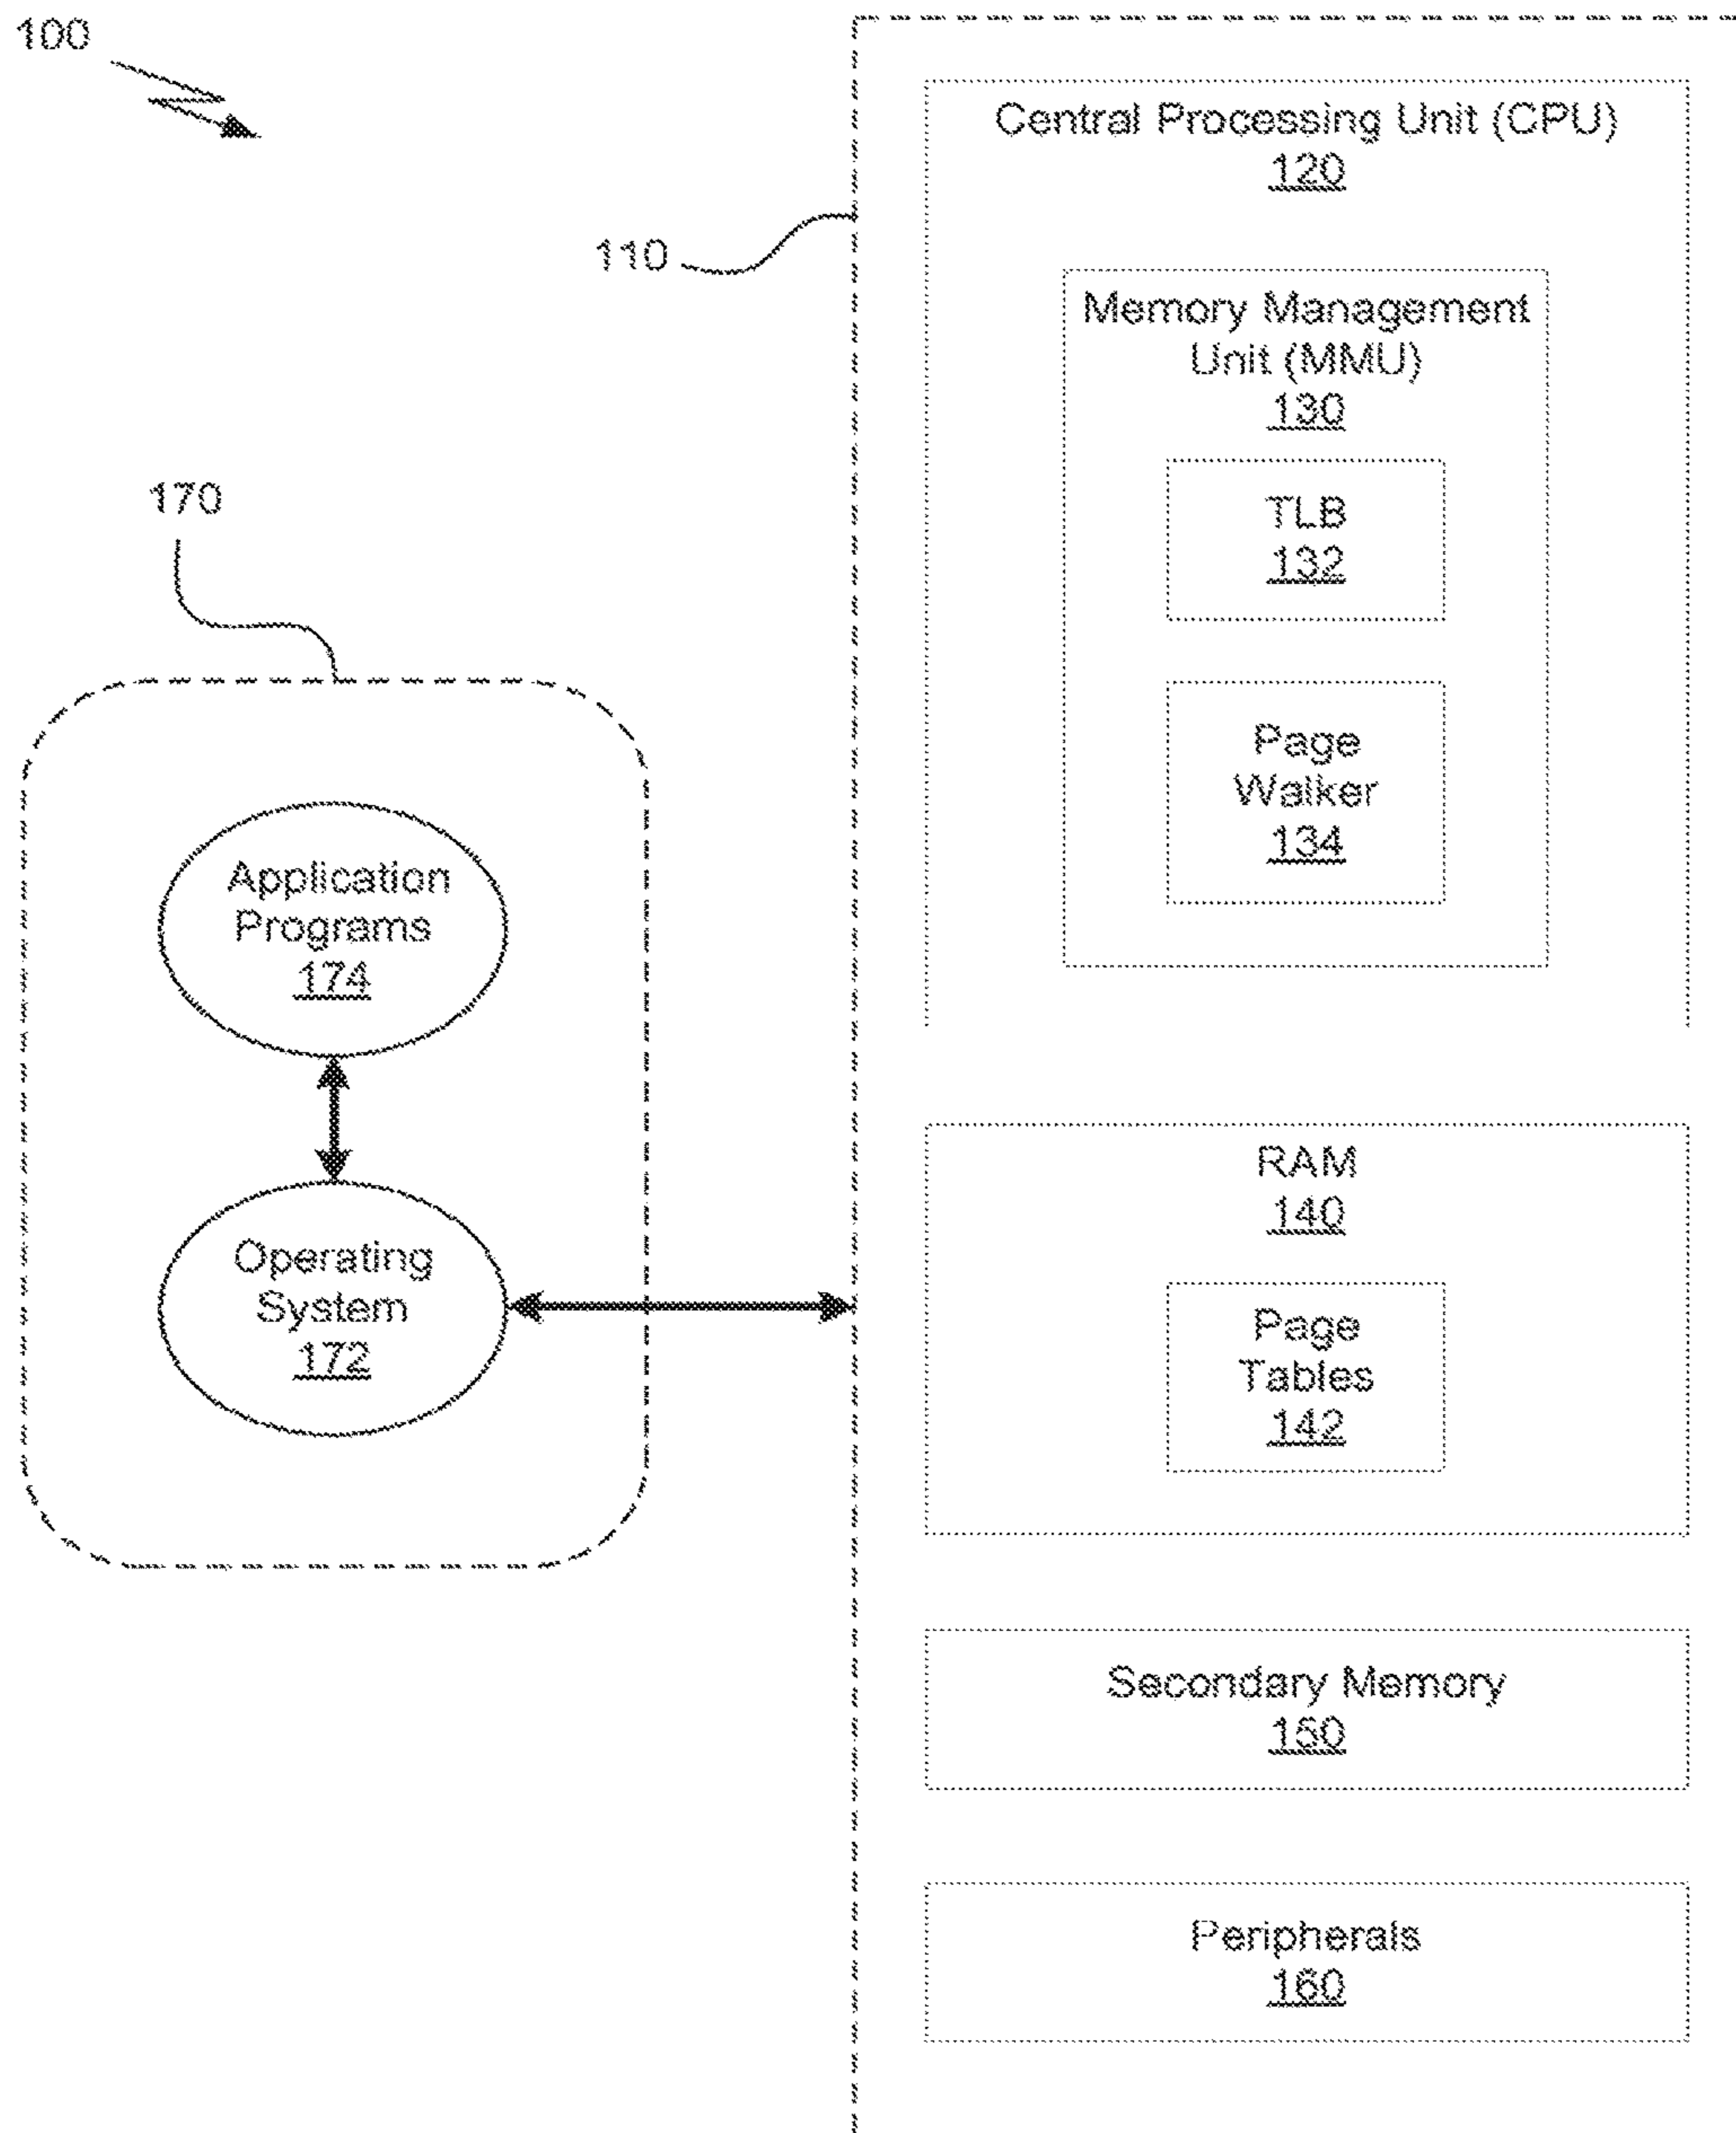 100
Central Processing Unit (CPU)
120
110
Memory Management
Unit (MMU)
130
TLB
132
170
Page
Walker
134
Application
Programs
174
RAM
140
Operating
System
172
Page
Tables
142
Secondary Memory
150
Peripherals
160